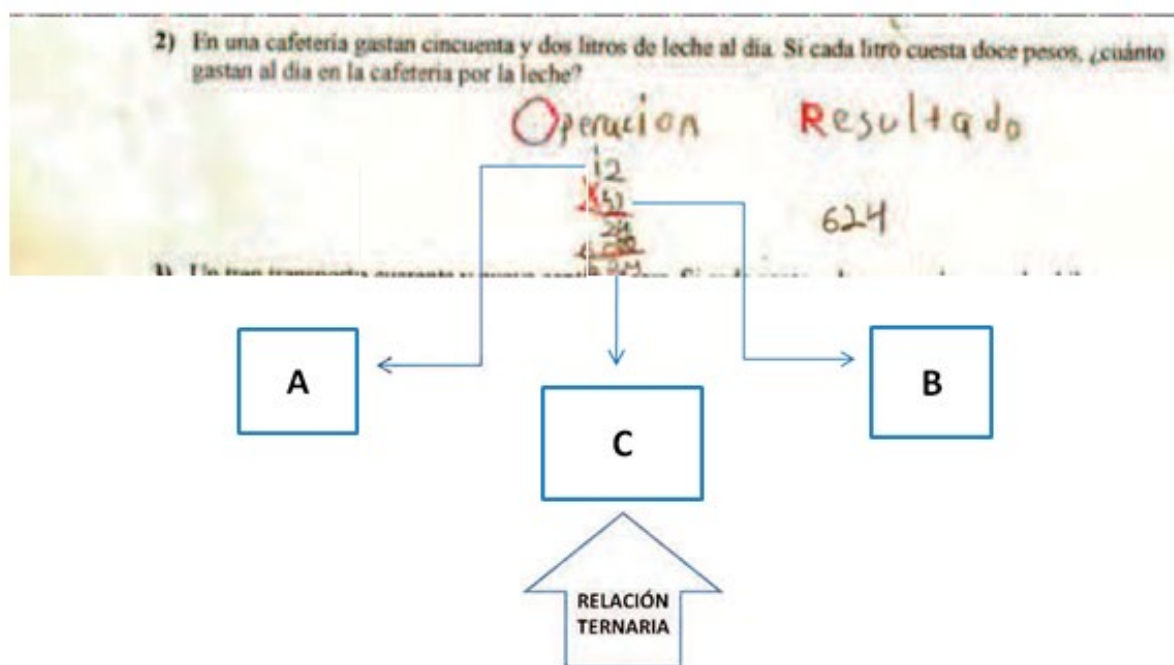 2) En una cafetería gastan cincuenta y dos litros de leche al día. Si cada litro cuesta doce pesos, ¿cuánto
gastan al día en la cafetería por la leche?
Operacion Resultado
12
x52
24
624
624
A
B
C
RELACIÓN
TERNARIA